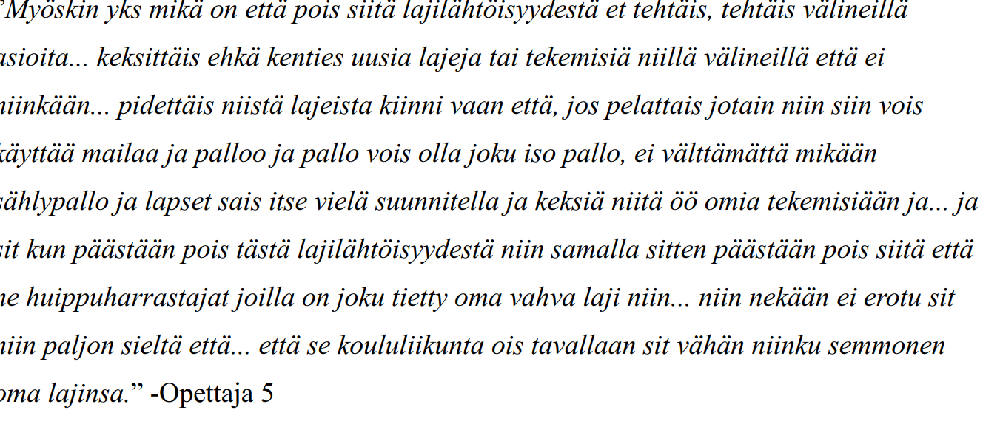 ”Myöskin yks mikä on että pois siitä lajilähtöisyydestä et tehtäis, tehtäis välineillä
asioita... keksittäis ehkä kenties uusia lajeja tai tekemisiä niillä välineillä että ei
niinkään... pidettäis niistä lajeista kiinni vaan että, jos pelattais jotain niin siin vois
käyttää mailaa ja palloo ja pallo vois olla joku iso pallo, ei välttämättä mikään
sählypallo ja lapset sais itse vielä suunnitella ja keksiä niitä öö omia tekemisiään ja... ja
sit kun päästään pois tästä lajilähtöisyydestä niin samalla sitten päästään pois siitä että
ne huippuharrastajat joilla on joku tietty oma vahva laji niin... niin nekään ei erotu sit
niin paljon sieltä että... että se koululiikunta ois tavallaan sit vähän niinku semmonen
oma lajinsa.” -Opettaja 5